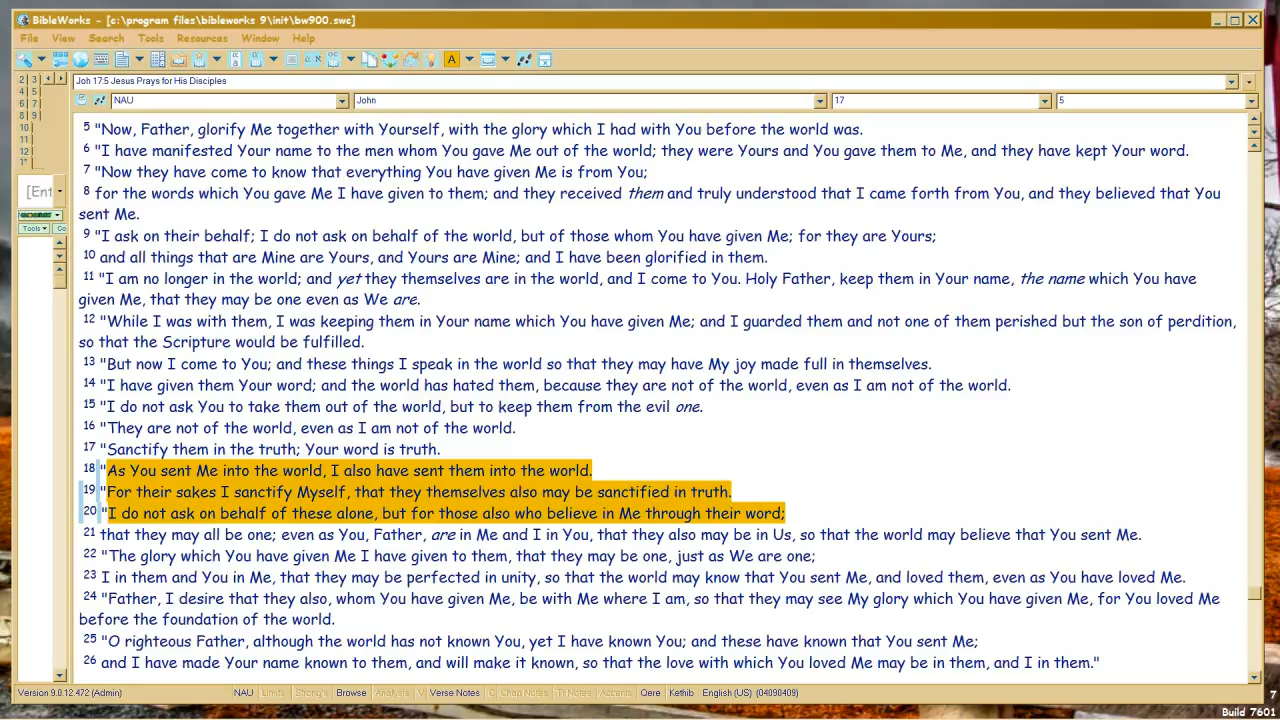 BibleWorks - [c:\program files\bibleworks 9\init\bw900.swc]
File View Search Tools Resources Window Help
A
Joh 17:5 Jesus Prays for His Disciples
NAU John 17 5
2 3
4 5
6 7
8 9
10
11
12
1*
[Ent
Tools Co
5 "Now, Father, glorify Me together with Yourself, with the glory which I had with You before the world was.
6 "I have manifested Your name to the men whom You gave Me out of the world; they were Yours and You gave them to Me, and they have kept Your word.
7 "Now they have come to know that everything You have given Me is from You;
8 for the words which You gave Me I have given to them; and they received them and truly understood that I came forth from You, and they believed that You
sent Me.
9 "I ask on their behalf; I do not ask on behalf of the world, but of those whom You have given Me; for they are Yours;
10 and all things that are Mine are Yours, and Yours are Mine; and I have been glorified in them.
11 "I am no longer in the world; and yet they themselves are in the world, and I come to You. Holy Father, keep them in Your name, the name which You have
given Me, that they may be one even as We are.
12 "While I was with them, I was keeping them in Your name which You have given Me; and I guarded them and not one of them perished but the son of perdition,
so that the Scripture would be fulfilled.
13 "But now I come to You; and these things I speak in the world so that they may have My joy made full in themselves.
14 "I have given them Your word; and the world has hated them, because they are not of the world, even as I am not of the world.
15 "I do not ask You to take them out of the world, but to keep them from the evil one.
16 "They are not of the world, even as I am not of the world.
17 "Sanctify them in the truth; Your word is truth.
18 "As You sent Me into the world, I also have sent them into the world.
19 "For their sakes I sanctify Myself, that they themselves also may be sanctified in truth.
20 "I do not ask on behalf of these alone, but for those also who believe in Me through their word;
21 that they may all be one; even as You, Father, are in Me and I in You, that they also may be in Us, so that the world may believe that You sent Me.
22 "The glory which You have given Me I have given to them, that they may be one, just as We are one;
23 I in them and You in Me, that they may be perfected in unity, so that the world may know that You sent Me, and loved them, even as You have loved Me.
24 "Father, I desire that they also, whom You have given Me, be with Me where I am, so that they may see My glory which You have given Me, for You loved Me
before the foundation of the world.
25 "O righteous Father, although the world has not known You, yet I have known You; and these have known that You sent Me;
26 and I have made Your name known to them, and will make it known, so that the love with which You loved Me may be in them, and I in them."
Version 9.0.12.472 (Admin) NAU Limits Strong's Browse Analysis V Verse Notes C Chap Notes Tr Notes Accents Qere Kethib English (US) (04090409)
7
Build 7601